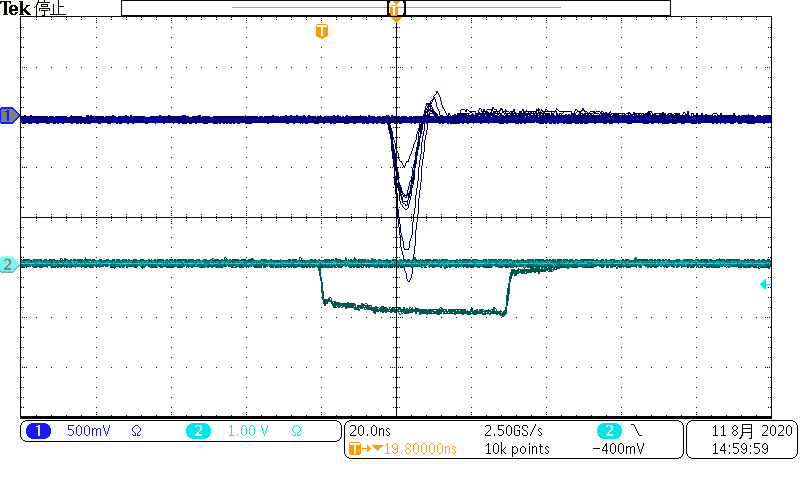 Tek 停止
T
T
1
2
1 500mV Ω 2 1.00 V Ω
20.0ns 2.50GS/s 2
T→▼19.80000ns 10k points −400mV
11 8月 2020
14:59:59